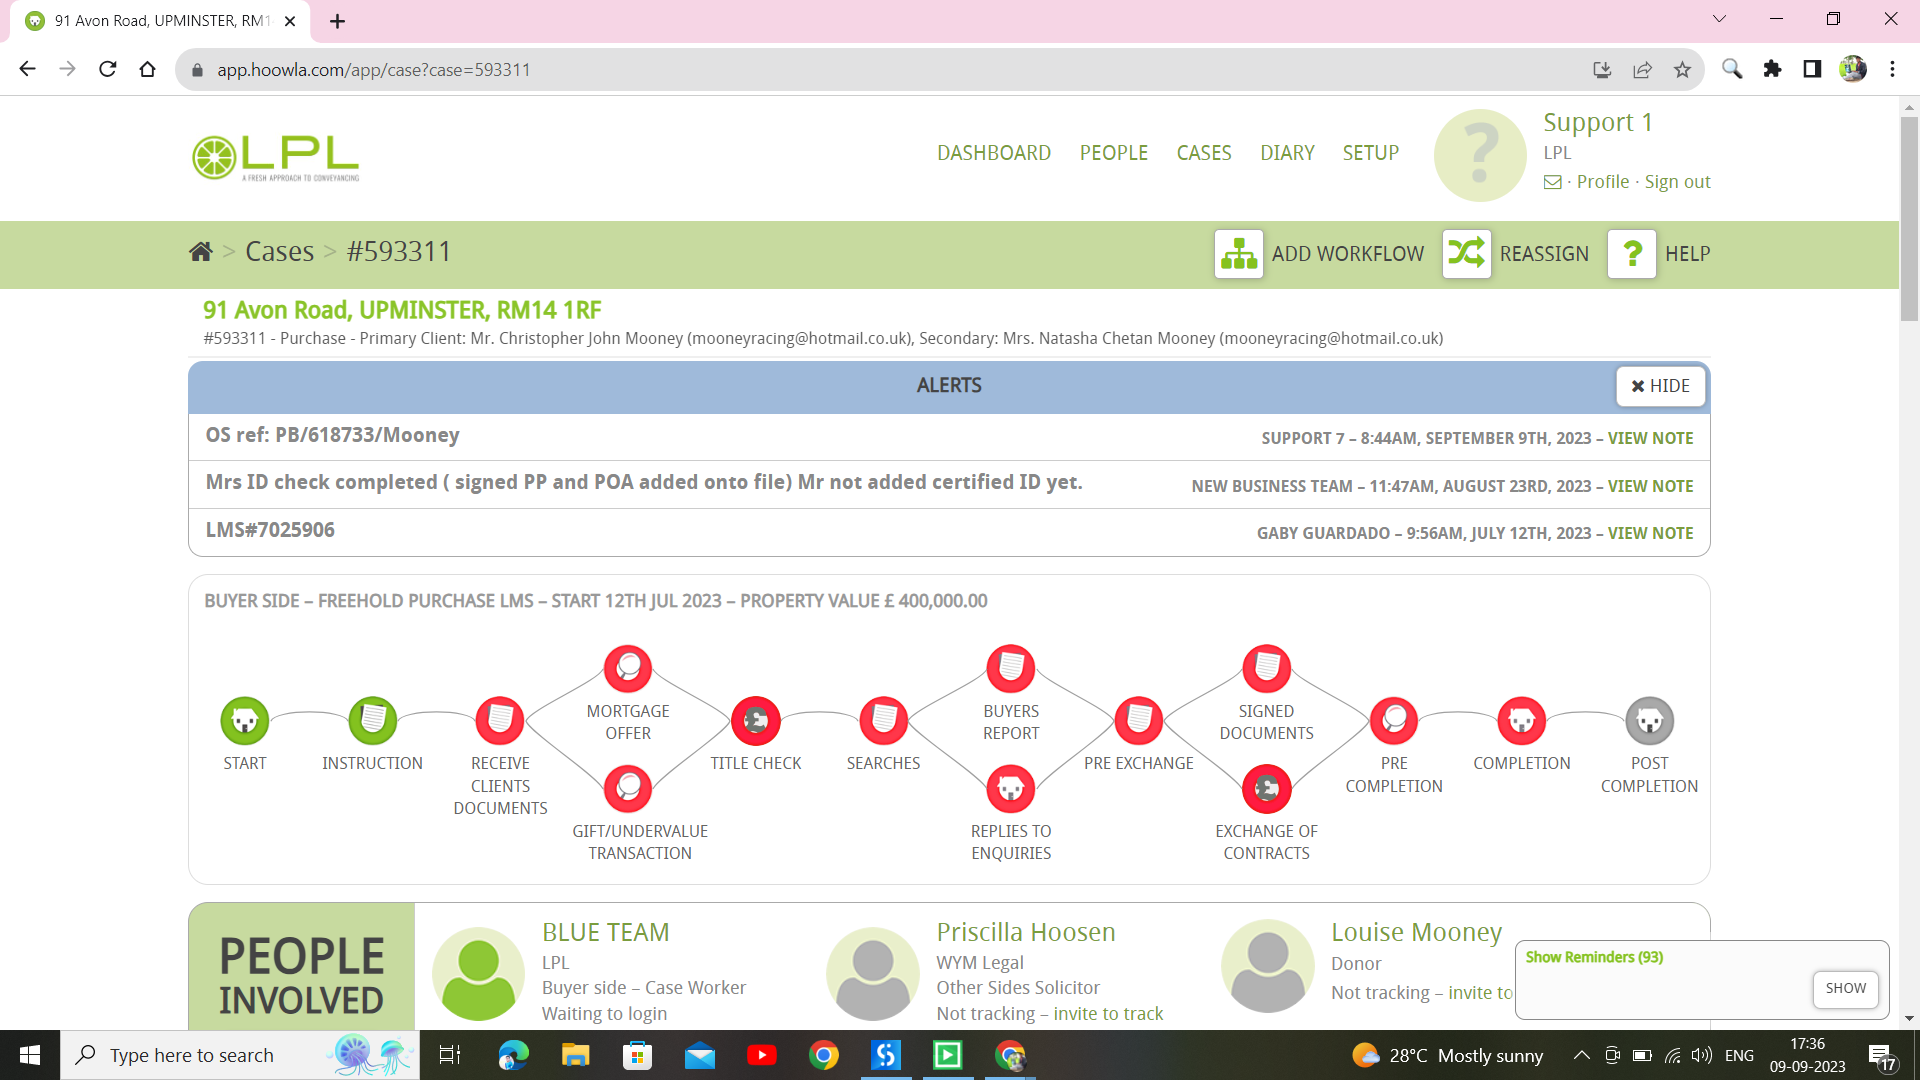 91 Avon Road, UPMINSTER, RM1
app.hoowla.com/app/case?case=593311
LPL
A FRESH APPROACH TO CONVEYANCING
DASHBOARD PEOPLE CASES DIARY SETUP
?
Support 1
LPL
· Profile · Sign out
> Cases > #593311
ADD WORKFLOW
REASSIGN
? HELP
91 Avon Road, UPMINSTER, RM14 1RF
#593311 - Purchase - Primary Client: Mr. Christopher John Mooney (mooneyracing@hotmail.co.uk), Secondary: Mrs. Natasha Chetan Mooney (mooneyracing@hotmail.co.uk)
ALERTS
✖ HIDE
OS ref: PB/618733/Mooney SUPPORT 7 – 8:44AM, SEPTEMBER 9TH, 2023 – VIEW NOTE
Mrs ID check completed ( signed PP and POA added onto file) Mr not added certified ID yet. NEW BUSINESS TEAM – 11:47AM, AUGUST 23RD, 2023 – VIEW NOTE
LMS#7025906 GABY GUARDADO – 9:56AM, JULY 12TH, 2023 – VIEW NOTE
BUYER SIDE – FREEHOLD PURCHASE LMS – START 12TH JUL 2023 – PROPERTY VALUE £ 400,000.00
START
INSTRUCTION
RECEIVE
CLIENTS
DOCUMENTS
MORTGAGE
OFFER
GIFT/UNDERVALUE
TRANSACTION
TITLE CHECK
SEARCHES
BUYERS
REPORT
REPLIES TO
ENQUIRIES
PRE EXCHANGE
SIGNED
DOCUMENTS
EXCHANGE OF
CONTRACTS
PRE
COMPLETION
COMPLETION
POST
COMPLETION
PEOPLE
INVOLVED
BLUE TEAM
LPL
Buyer side – Case Worker
Waiting to login
Priscilla Hoosen
WYM Legal
Other Sides Solicitor
Not tracking – invite to track
Louise Mooney
Donor
Not tracking – invite to
Show Reminders (93)
SHOW
Type here to search
28°C Mostly sunny
ENG
17:36
09-09-2023
17